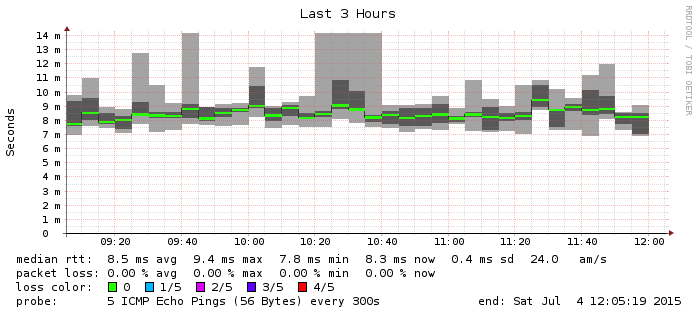 Last 3 Hours
RRDTOOL / TOBI OETIKER
Seconds
14 m
13 m
12 m
11 m
10 m
9 m
8 m
7 m
6 m
5 m
4 m
3 m
2 m
1 m
0
09:20 09:40 10:00 10:20 10:40 11:00 11:20 11:40 12:00
median rtt: 8.5 ms avg 9.4 ms max 7.8 ms min 8.3 ms now 0.4 ms sd 24.0 am/s
packet loss: 0.00 % avg 0.00 % max 0.00 % min 0.00 % now
loss color: 0 1/5 2/5 3/5 4/5
probe: 5 ICMP Echo Pings (56 Bytes) every 300s end: Sat Jul 4 12:05:19 2015